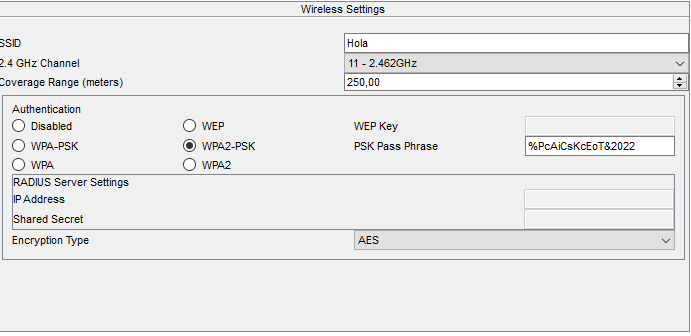 Wireless Settings
SSID
Hola
2.4 GHz Channel
11 - 2.462GHz
Coverage Range (meters)
250,00
Authentication
Disabled
WEP
WEP Key
WPA-PSK
WPA2-PSK
PSK Pass Phrase
%PcAiCsKcEoT&2022
WPA
WPA2
RADIUS Server Settings
IP Address
Shared Secret
Encryption Type
AES